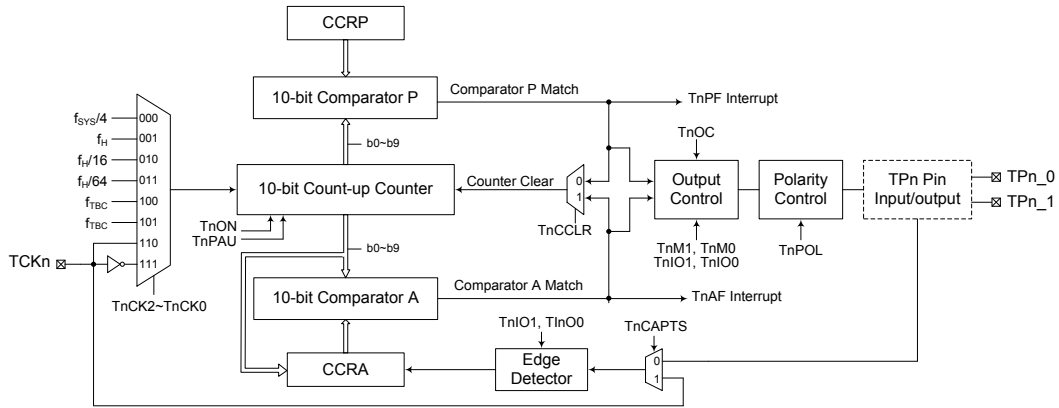 CCRP
10-bit Comparator P
Comparator P Match
TnPF Interrupt
b0~b9
TnOC
fSYS/4
000
fH
001
fH/16
010
fH/64
011
fTBC
100
fTBC
101
110
111
TCKn
TnCK2~TnCK0
10-bit Count-up Counter
TnON
TnPAU
Counter Clear
0
1
TnCCLR
Output
Control
TnM1, TnM0
TnIO1, TnIO0
Polarity
Control
TnPOL
TPn Pin
Input/output
TPn_0
TPn_1
b0~b9
10-bit Comparator A
Comparator A Match
TnAF Interrupt
TnIO1, TInO0
TnCAPTS
CCRA
Edge
Detector
0
1